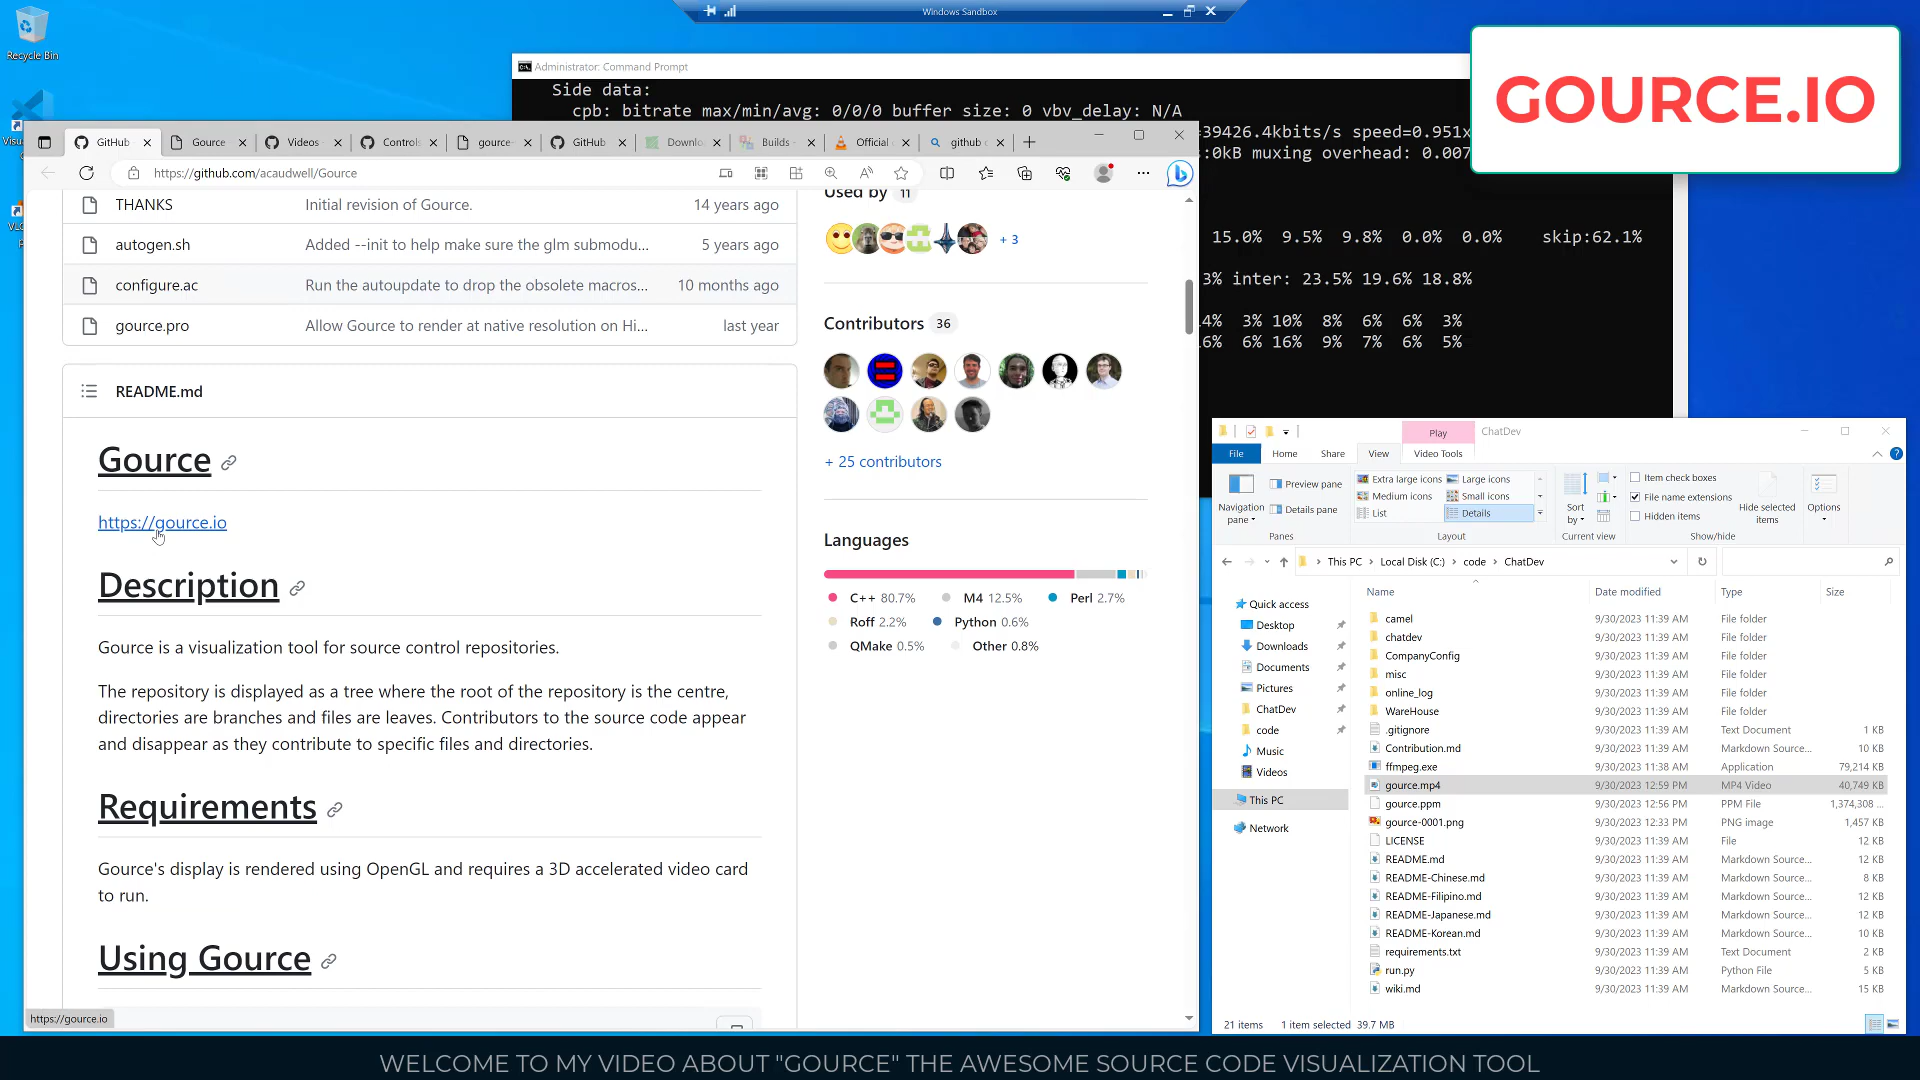 Recycle Bin
Windows Sandbox
GOURCE.IO
Administrator: Command Prompt
Side data:
cpb: bitrate max/min/avg: 0/0/0 buffer size: 0 vbv_delay: N/A
=39426.4kbits/s speed=0.951x
:0kB muxing overhead: 0.007
15.0% 9.5% 9.8% 0.0% 0.0% skip:62.1%
3% inter: 23.5% 19.6% 18.8%
4% 3% 10% 8% 6% 6% 3%
6% 6% 16% 9% 7% 6% 5%
GitHub
Gource
Videos
Controls
gource-
GitHub
Downlo
Builds -
Official
github
https://github.com/acaudwell/Gource
THANKS Initial revision of Gource. 14 years ago
autogen.sh Added --init to help make sure the glm submodu... 5 years ago
configure.ac Run the autoupdate to drop the obsolete macros... 10 months ago
gource.pro Allow Gource to render at native resolution on Hi... last year
README.md
Gource
https://gource.io
Description
Gource is a visualization tool for source control repositories.
The repository is displayed as a tree where the root of the repository is the centre,
directories are branches and files are leaves. Contributors to the source code appear
and disappear as they contribute to specific files and directories.
Requirements
Gource's display is rendered using OpenGL and requires a 3D accelerated video card
to run.
Using Gource
https://gource.io
Used by 11
+ 3
Contributors 36
+ 25 contributors
Languages
C++ 80.7% M4 12.5% Perl 2.7%
Roff 2.2% Python 0.6%
QMake 0.5% Other 0.8%
Play ChatDev
File Home Share View Video Tools
Navigation pane
Preview pane
Details pane
Panes
Extra large icons Large icons
Medium icons Small icons
List Details
Layout
Sort by
Current view
Item check boxes
File name extensions
Hidden items
Hide selected items
Show/hide
Options
This PC Local Disk (C:) code ChatDev
Name Date modified Type Size
Quick access
Desktop
Downloads
Documents
Pictures
ChatDev
code
Music
Videos
This PC
Network
camel 9/30/2023 11:39 AM File folder
chatdev 9/30/2023 11:39 AM File folder
CompanyConfig 9/30/2023 11:39 AM File folder
misc 9/30/2023 11:39 AM File folder
online_log 9/30/2023 11:39 AM File folder
WareHouse 9/30/2023 11:39 AM File folder
.gitignore 9/30/2023 11:39 AM Text Document 1 KB
Contribution.md 9/30/2023 11:39 AM Markdown Source... 10 KB
ffmpeg.exe 9/30/2023 11:38 AM Application 79,214 KB
gource.mp4 9/30/2023 12:59 PM MP4 Video 40,749 KB
gource.ppm 9/30/2023 12:56 PM PPM File 1,374,308 ...
gource-0001.png 9/30/2023 12:33 PM PNG image 1,457 KB
LICENSE 9/30/2023 11:39 AM File 12 KB
README.md 9/30/2023 11:39 AM Markdown Source... 12 KB
README-Chinese.md 9/30/2023 11:39 AM Markdown Source... 8 KB
README-Filipino.md 9/30/2023 11:39 AM Markdown Source... 12 KB
README-Japanese.md 9/30/2023 11:39 AM Markdown Source... 12 KB
README-Korean.md 9/30/2023 11:39 AM Markdown Source... 9 KB
requirements.txt 9/30/2023 11:39 AM Text Document 2 KB
run.py 9/30/2023 11:39 AM Python File 5 KB
wiki.md 9/30/2023 11:39 AM Markdown Source... 15 KB
21 items 1 item selected 39.7 MB
WELCOME TO MY VIDEO ABOUT "GOURCE" THE AWESOME SOURCE CODE VISUALIZATION TOOL